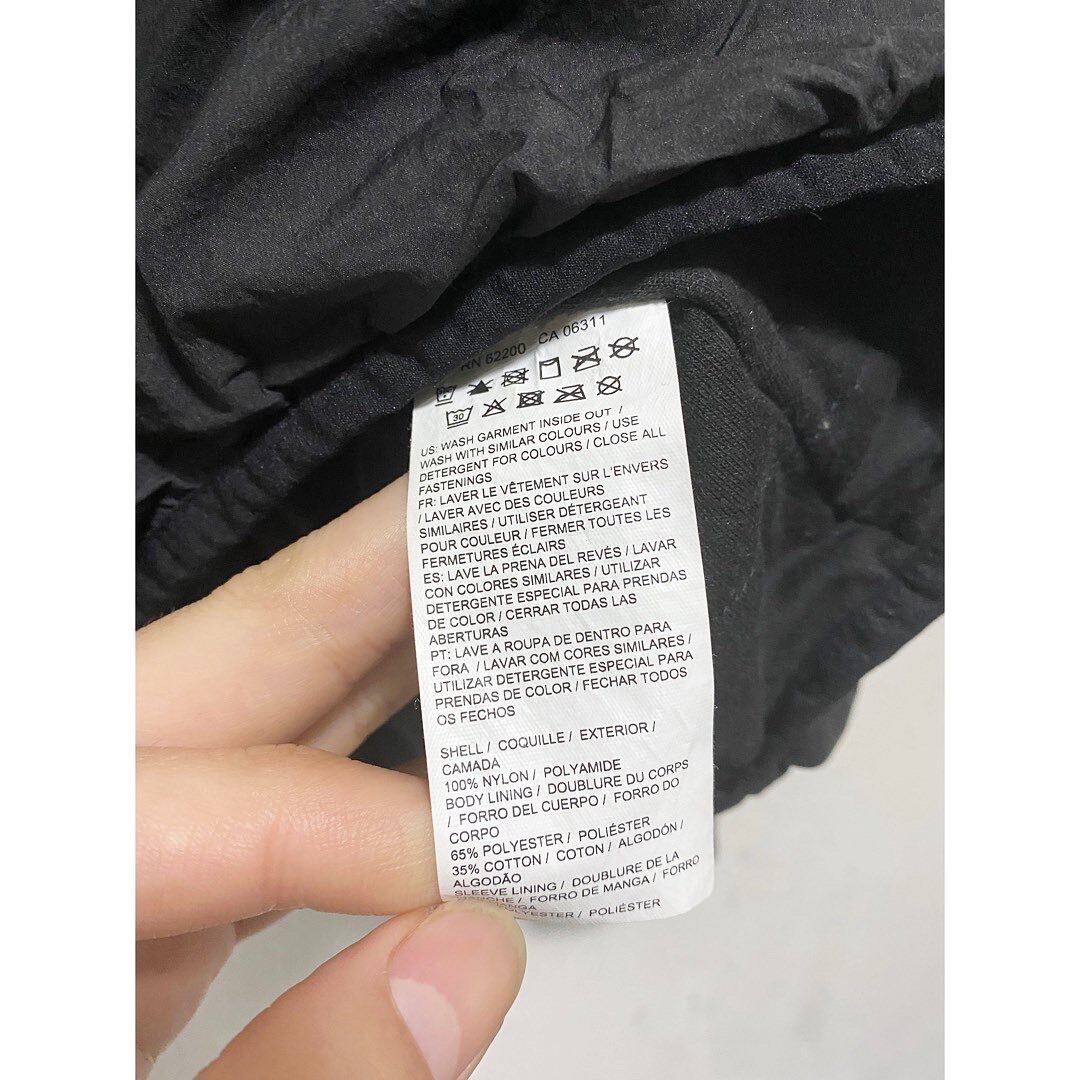 RN 62200 CA 06311
30
US: WASH GARMENT INSIDE OUT /
WASH WITH SIMILAR COLOURS / USE
DETERGENT FOR COLOURS / CLOSE ALL
FASTENINGS
FR: LAVER LE VÊTEMENT SUR L'ENVERS
/ LAVER AVEC DES COULEURS
SIMILAIRES / UTILISER DÉTERGEANT
POUR COULEUR / FERMER TOUTES LES
FERMETURES ÉCLAIRS
ES: LAVE LA PRENA DEL REVÉS / LAVAR
CON COLORES SIMILARES / UTILIZAR
DETERGENTE ESPECIAL PARA PRENDAS
DE COLOR / CERRAR TODAS LAS
ABERTURAS
PT: LAVE A ROUPA DE DENTRO PARA
FORA / LAVAR COM CORES SIMILARES /
UTILIZAR DETERGENTE ESPECIAL PARA
PRENDAS DE COLOR / FECHAR TODOS
OS FECHOS
SHELL / COQUILLE / EXTERIOR /
CAMADA
100% NYLON / POLYAMIDE
BODY LINING / DOUBLURE DU CORPS
/ FORRO DEL CUERPO / FORRO DO
CORPO
65% POLYESTER / POLIÉSTER
35% COTTON / COTON / ALGODÓN /
ALGODÃO
SLEEVE LINING / DOUBLURE DE LA
/ FORRO DE MANGA / FORRO
POLYESTER / POLIÉSTER